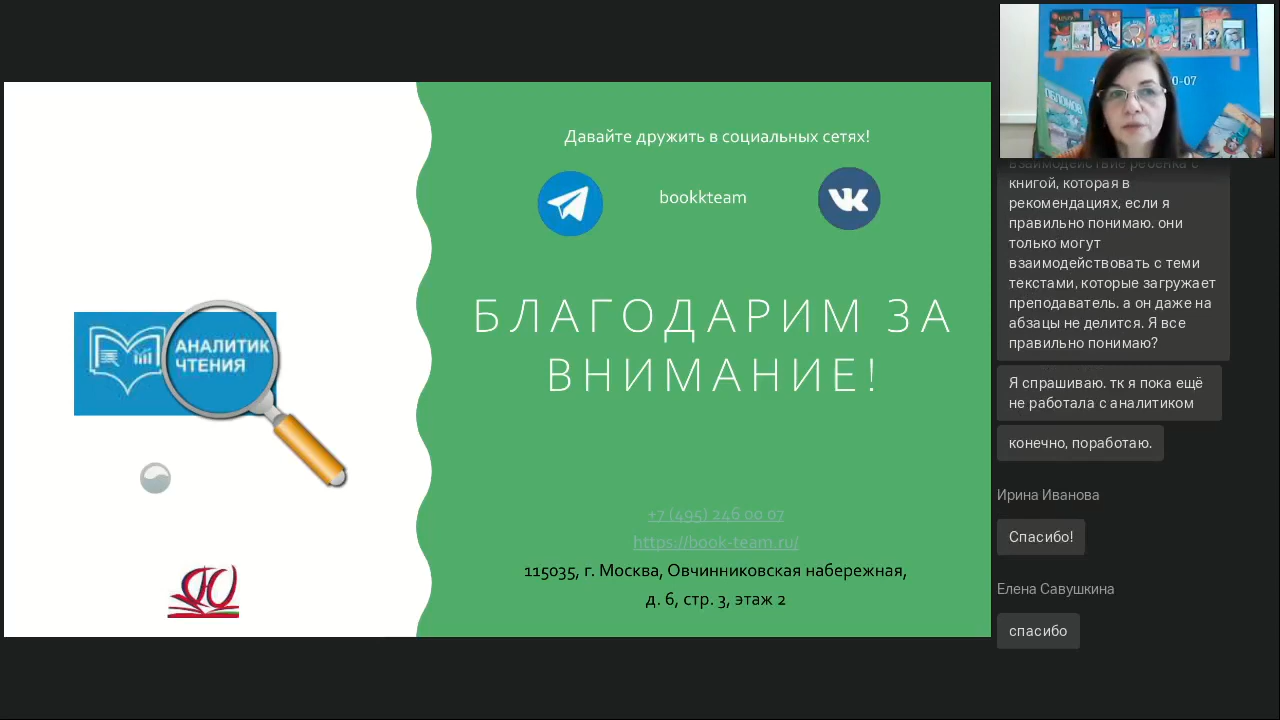 Давайте дружить в социальных сетях!
bookkteam
БЛАГОДАРИМ ЗА
ВНИМАНИЕ!
АНАЛИТИК
ЧТЕНИЯ
+7 (495) 246 00 07
https://book-team.ru/
115035, г. Москва, Овчинниковская набережная,
д. 6, стр. 3, этаж 2
0-07
ОБЛОМОВ
взаимодействие ребенка с
книгой, которая в
рекомендациях, если я
правильно понимаю. они
только могут
взаимодействовать с теми
текстами, которые загружает
преподаватель. а он даже на
абзацы не делится. Я все
правильно понимаю?
Я спрашиваю. тк я пока ещё
не работала с аналитиком
конечно, поработаю.
Ирина Иванова
Спасибо!
Елена Савушкина
спасибо